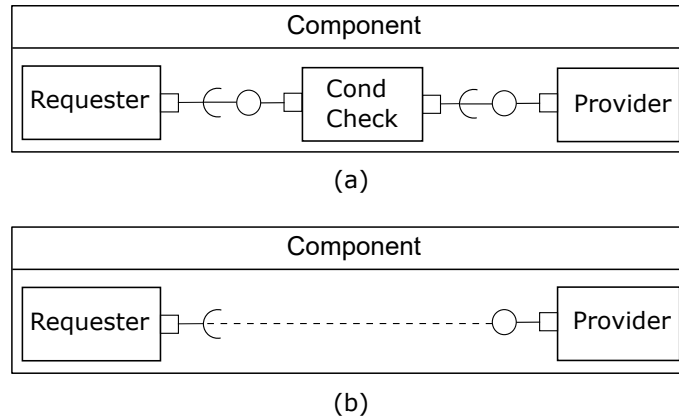 Component
Requester
Cond
Check
Provider
(a)
Component
Requester
Provider
(b)